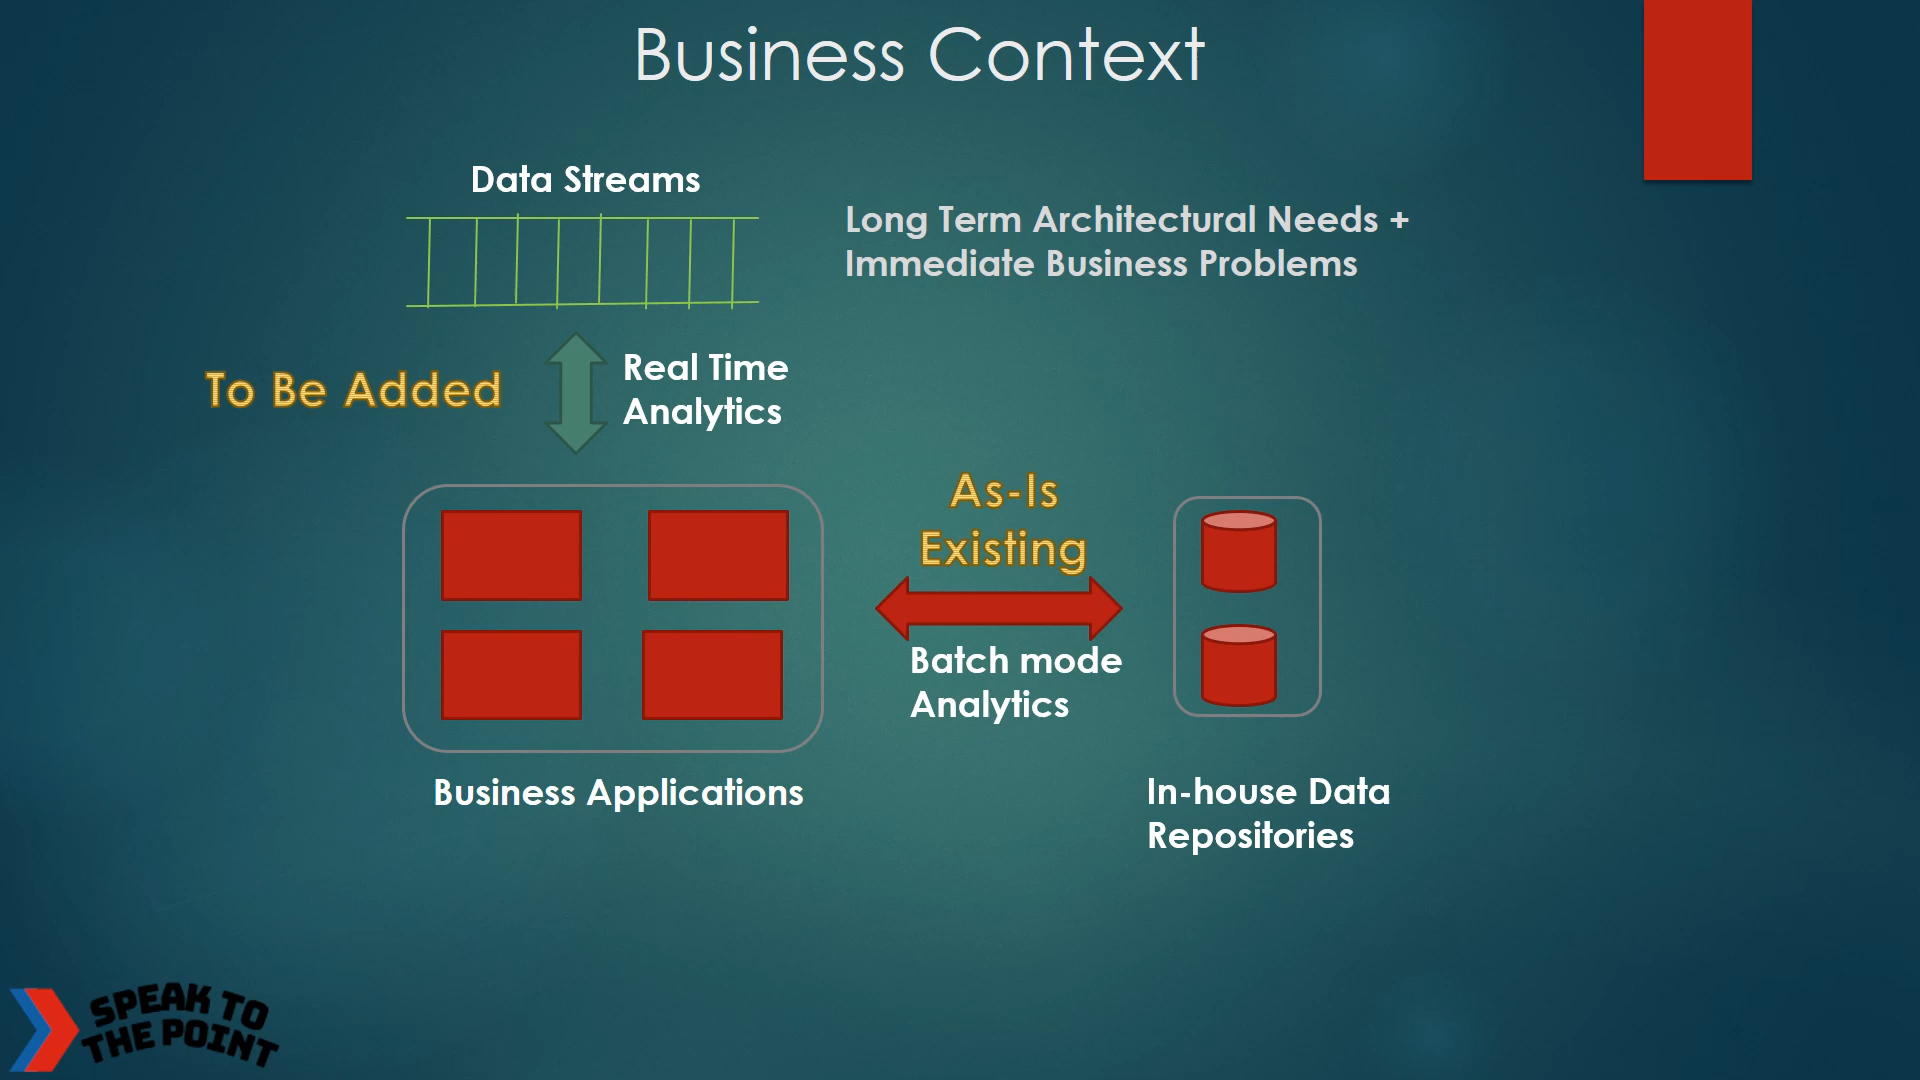 Business Context
Data Streams
Long Term Architectural Needs +
Immediate Business Problems
To Be Added
Real Time
Analytics
As-Is
Existing
Batch mode
Analytics
Business Applications
In-house Data
Repositories
SPEAK TO
THE POINT